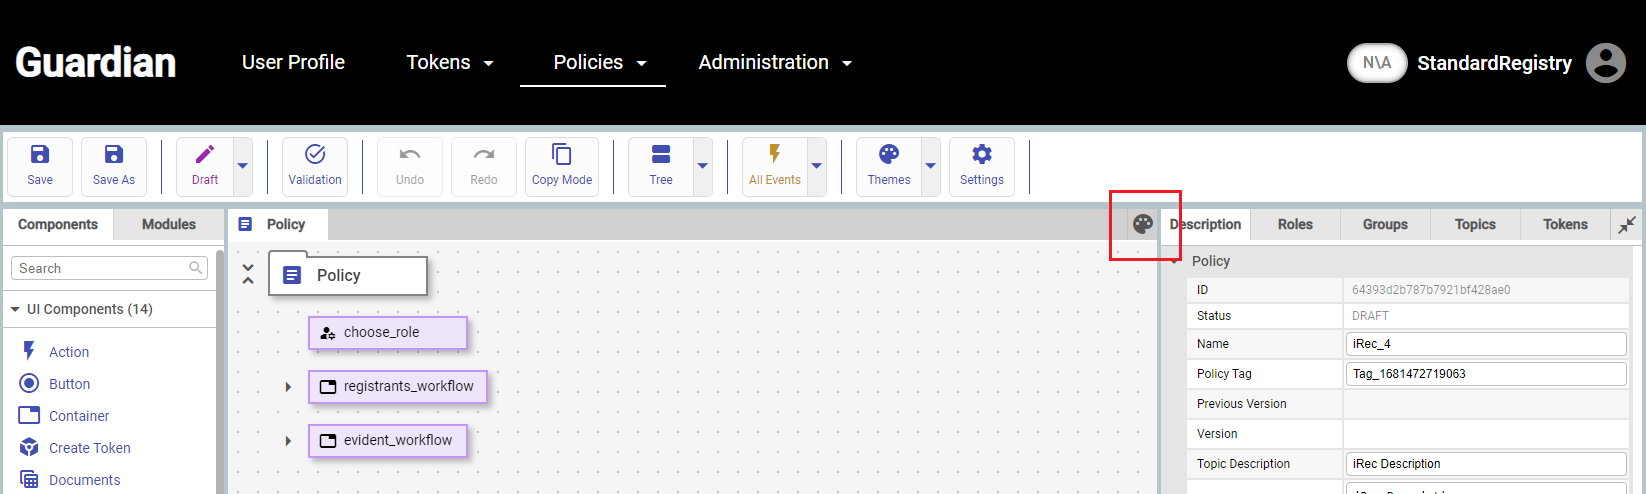 Guardian
User Profile
Tokens
Policies
Administration
N\A
StandardRegistry
Save
Save As
Draft
Validation
Undo
Redo
Copy Mode
Tree
All Events
Themes
Settings
Components
Modules
Policy
Description
Roles
Groups
Topics
Tokens
Search
UI Components (14)
Action
Button
Container
Create Token
Documents
Policy
choose_role
registrants_workflow
evident_workflow
Policy
ID 64393d2b787b7921bf428ae0
Status DRAFT
Name iRec_4
Policy Tag Tag_1681472719063
Previous Version
Version
Topic Description iRec Description